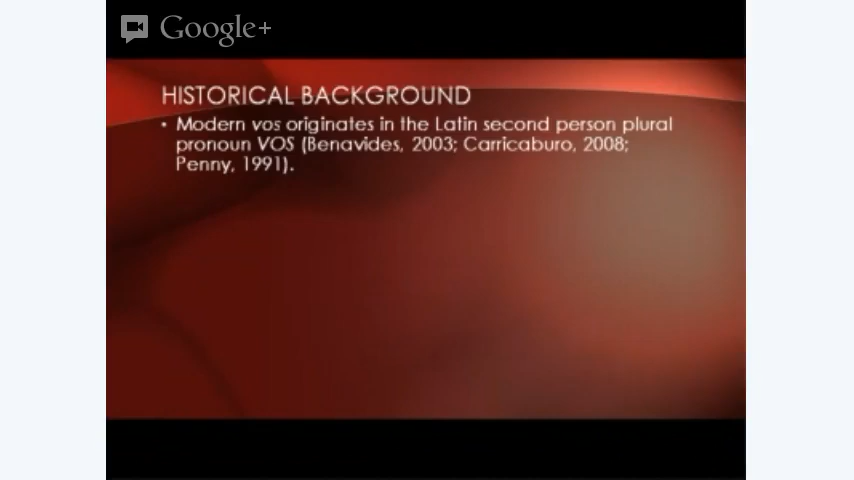 Google+
HISTORICAL BACKGROUND
• Modern vos originates in the Latin second person plural
pronoun VOS (Benavides, 2003; Carricaburo, 2008;
Penny, 1991).